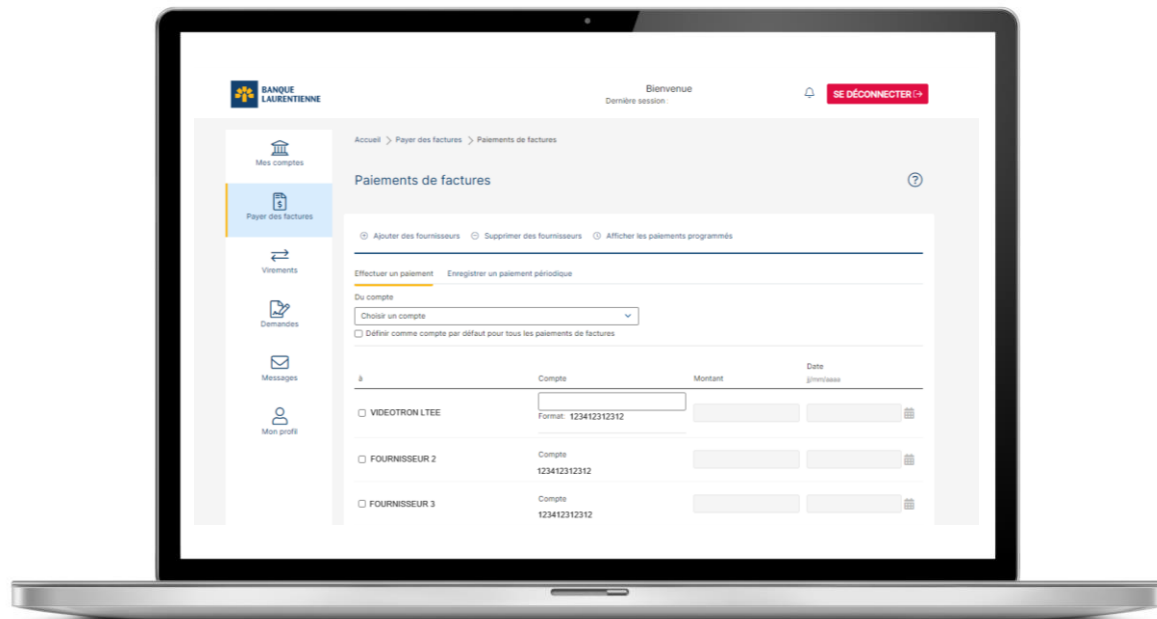 BANQUE
LAURENTIENNE
Bienvenue
Dernière session :
SE DÉCONNECTER
Mes comptes
Payer des factures
Virements
Demandes
Messages
Mon profil
Accueil > Payer des factures > Paiements de factures
Paiements de factures
?
Ajouter des fournisseurs Supprimer des fournisseurs Afficher les paiements programmés
Effectuer un paiement Enregistrer un paiement périodique
Du compte
Choisir un compte
Définir comme compte par défaut pour tous les paiements de factures
Date
à Compte Montant jj/mm/aaaa
VIDEOTRON LTEE
Format: 123412312312
FOURNISSEUR 2 Compte
123412312312
FOURNISSEUR 3 Compte
123412312312